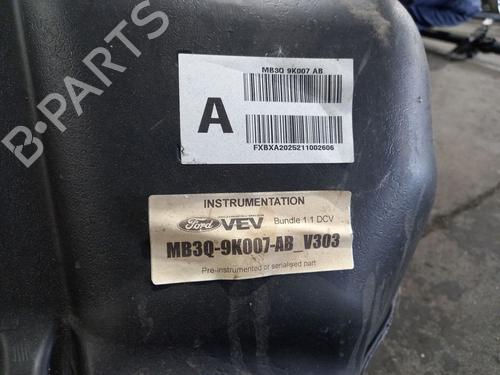 MB3Q 9K007 AB
A
FXBXA2025211002606
INSTRUMENTATION
Ford VEV Bundle 1.1 DCV
MB3Q-9K007-AB_V303
Pre-instrumented or serialised part